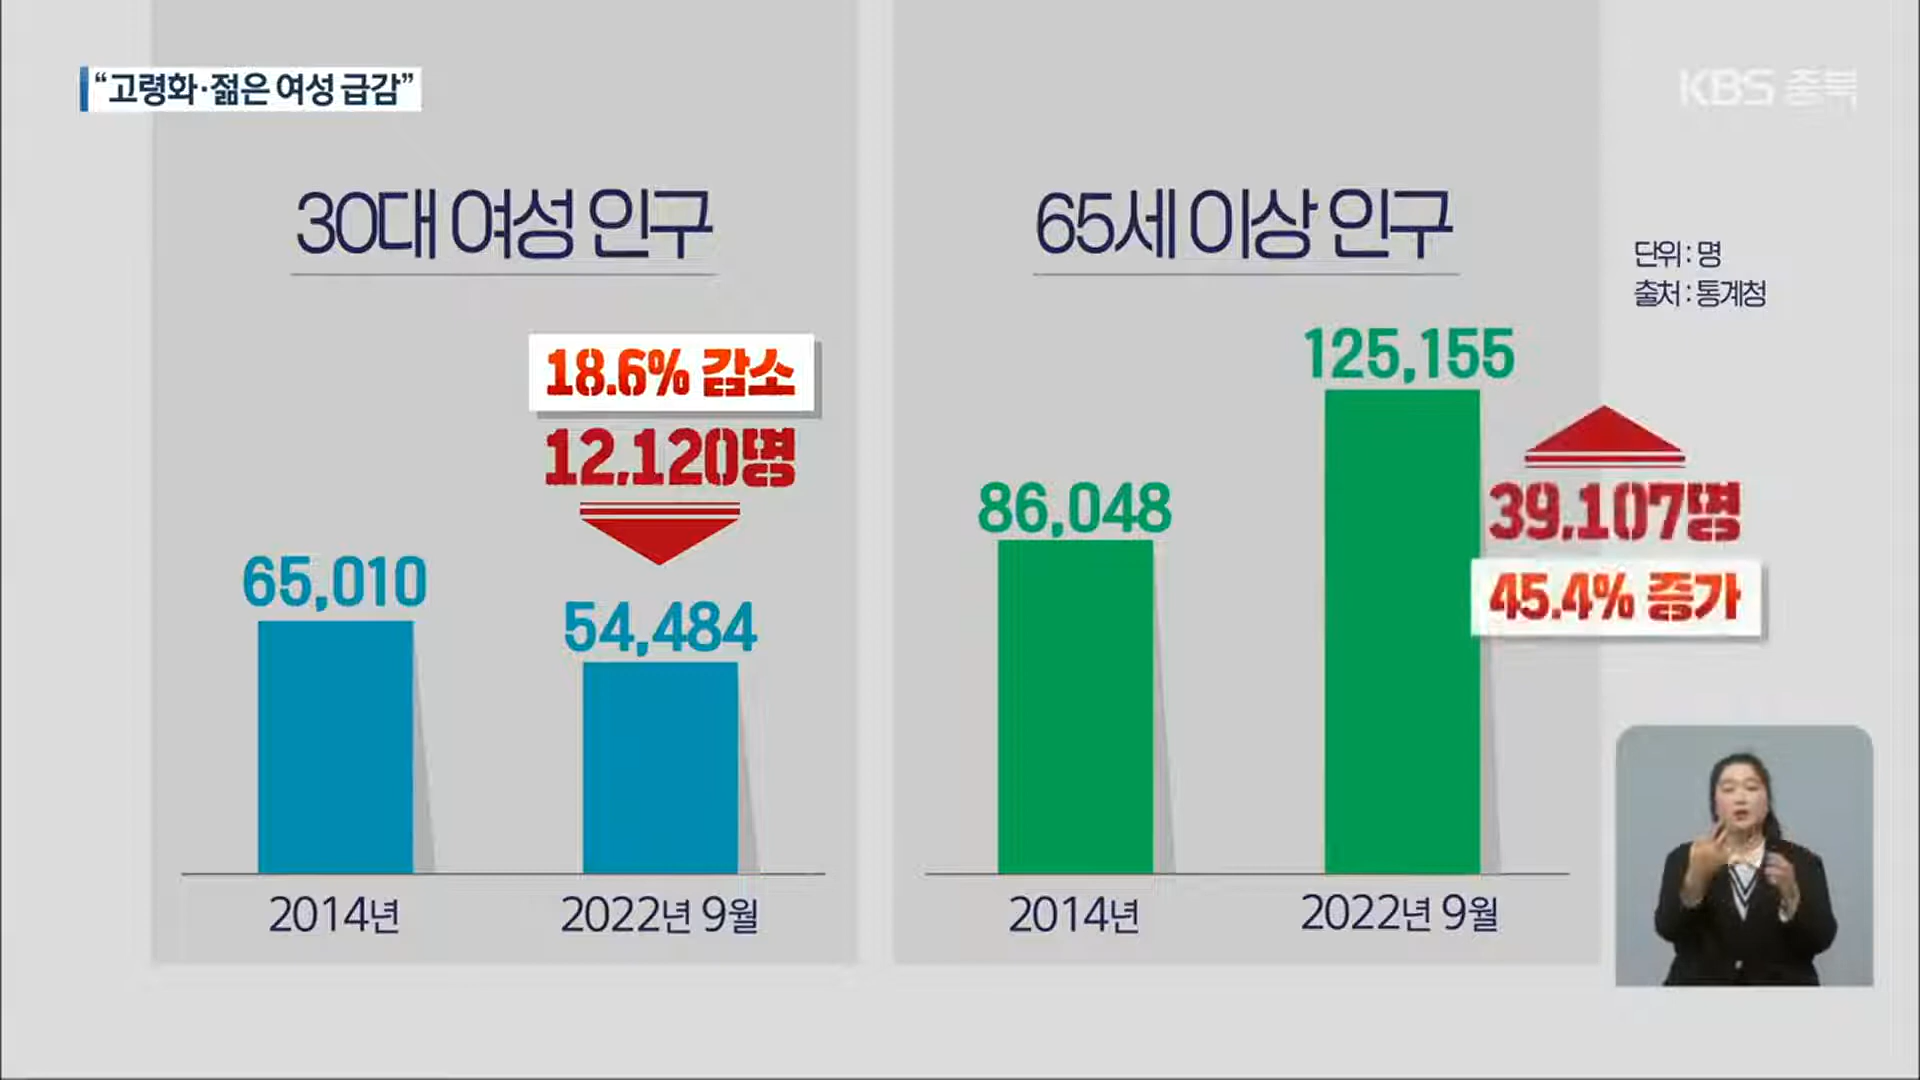 “고령화·젊은 여성 급감”
KBS 충북
30대 여성 인구
18.6% 감소
12,120명
65,010
54,484
2014년
2022년 9월
65세 이상 인구
단위 : 명
출처 : 통계청
125,155
86,048
39,107명
45.4% 증가
2014년
2022년 9월